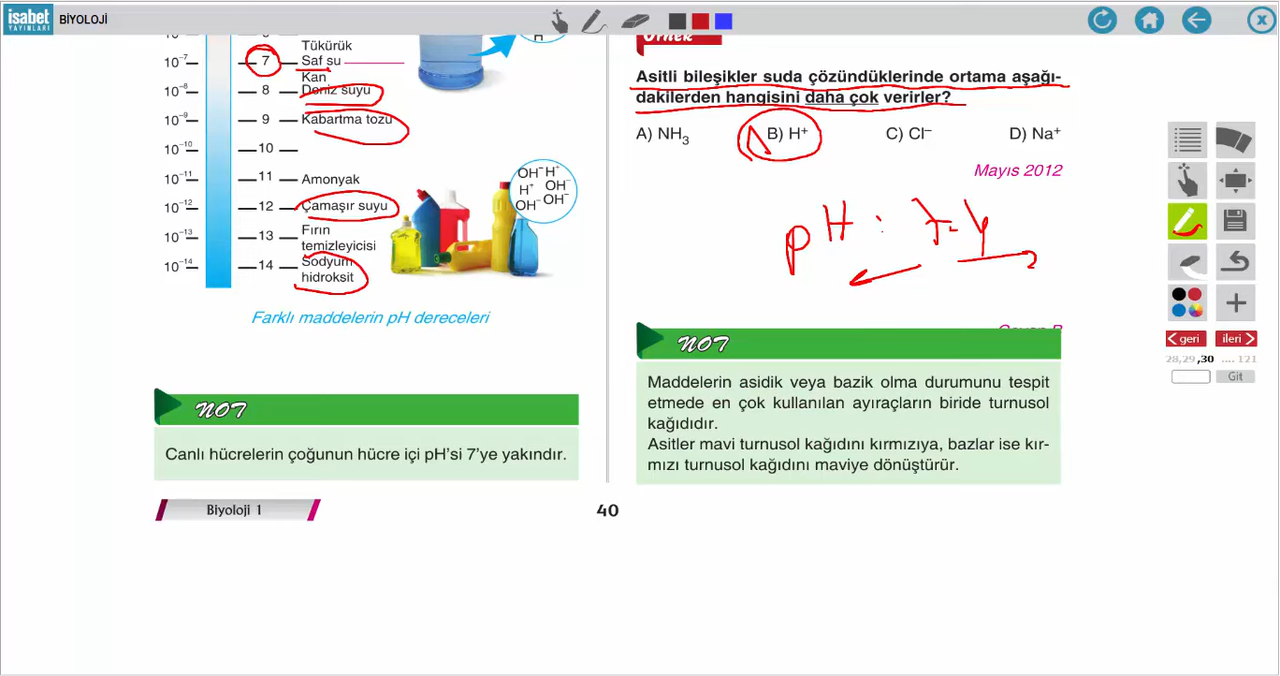 isabet
YAYINLARI
BİYOLOJİ
Tükürük
10⁻⁷ 7 Saf su
Kan
10⁻⁸ 8 Deniz suyu
10⁻⁹ 9 Kabartma tozu
10⁻¹⁰ 10
10⁻¹¹ 11 Amonyak
10⁻¹² 12 Çamaşır suyu
10⁻¹³ 13 Fırın
temizleyicisi
10⁻¹⁴ 14 Sodyum
hidroksit
OH⁻ H⁺
H⁺ OH⁻
OH⁻ OH⁻
Farklı maddelerin pH dereceleri
NOT
Canlı hücrelerin çoğunun hücre içi pH'si 7'ye yakındır.
Biyoloji 1
40
Örnek
Asitli bileşikler suda çözündüklerinde ortama aşağı-
dakilerden hangisini daha çok verirler?
A) NH₃ B) H⁺ C) Cl⁻ D) Na⁺
Mayıs 2012
pH :
NOT
Maddelerin asidik veya bazik olma durumunu tespit
etmede en çok kullanılan ayıraçların biride turnusol
kağıdıdır.
Asitler mavi turnusol kağıdını kırmızıya, bazlar ise kır-
mızı turnusol kağıdını maviye dönüştürür.
geri ileri
28,29 ,30 .... 121
Git